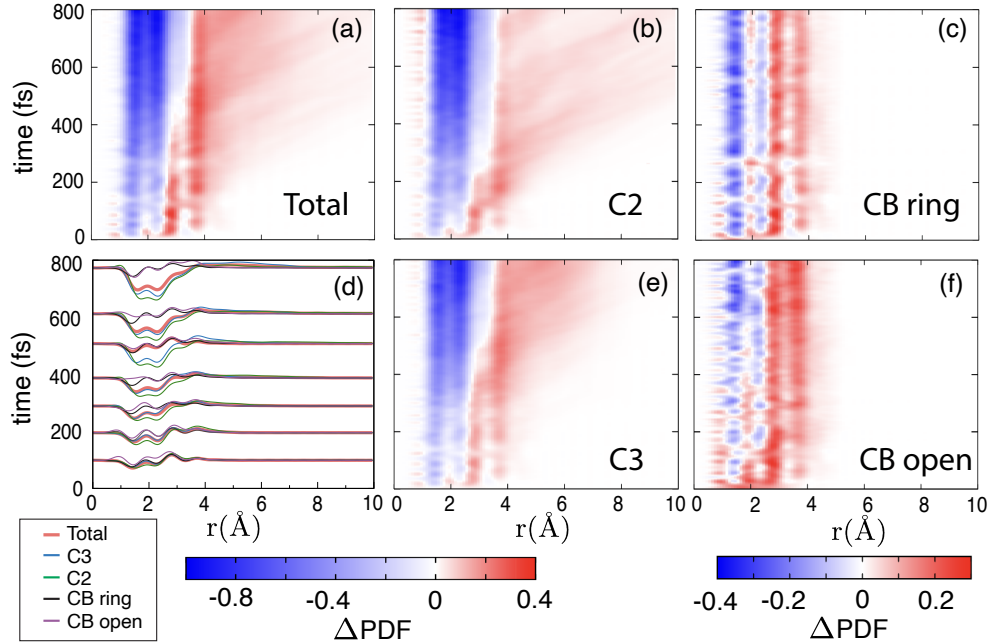 800
600
400
200
0
time (fs)
(a)
Total
(b)
C2
(c)
CB ring
800
600
400
200
0
time (fs)
(d)
(e)
C3
(f)
CB open
0 2 4 6 8 10
0 2 4 6 8 10
0 2 4 6 8 10
r(Å)
r(Å)
r(Å)
Total
C3
C2
CB ring
CB open
-0.8 -0.4 0 0.4
ΔPDF
-0.4 -0.2 0 0.2
ΔPDF